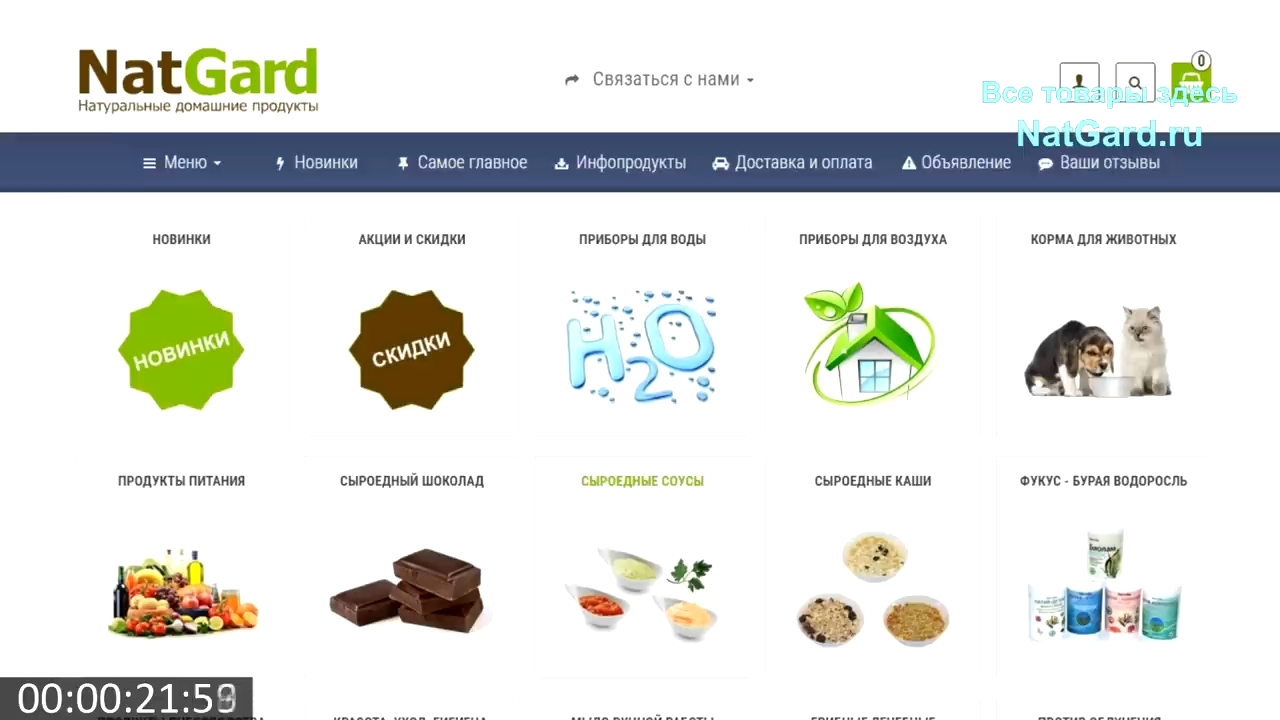 NatGard
Натуральные домашние продукты
Связаться с нами
0
Все товары здесь
NatGard.ru
Меню
Новинки
Самое главное
Инфопродукты
Доставка и оплата
Объявление
Ваши отзывы
НОВИНКИ
АКЦИИ И СКИДКИ
ПРИБОРЫ ДЛЯ ВОДЫ
ПРИБОРЫ ДЛЯ ВОЗДУХА
КОРМА ДЛЯ ЖИВОТНЫХ
НОВИНКИ
СКИДКИ
H2O
ПРОДУКТЫ ПИТАНИЯ
СЫРОЕДНЫЙ ШОКОЛАД
СЫРОЕДНЫЕ СОУСЫ
СЫРОЕДНЫЕ КАШИ
ФУКУС - БУРАЯ ВОДОРОСЛЬ
00:00:21:5